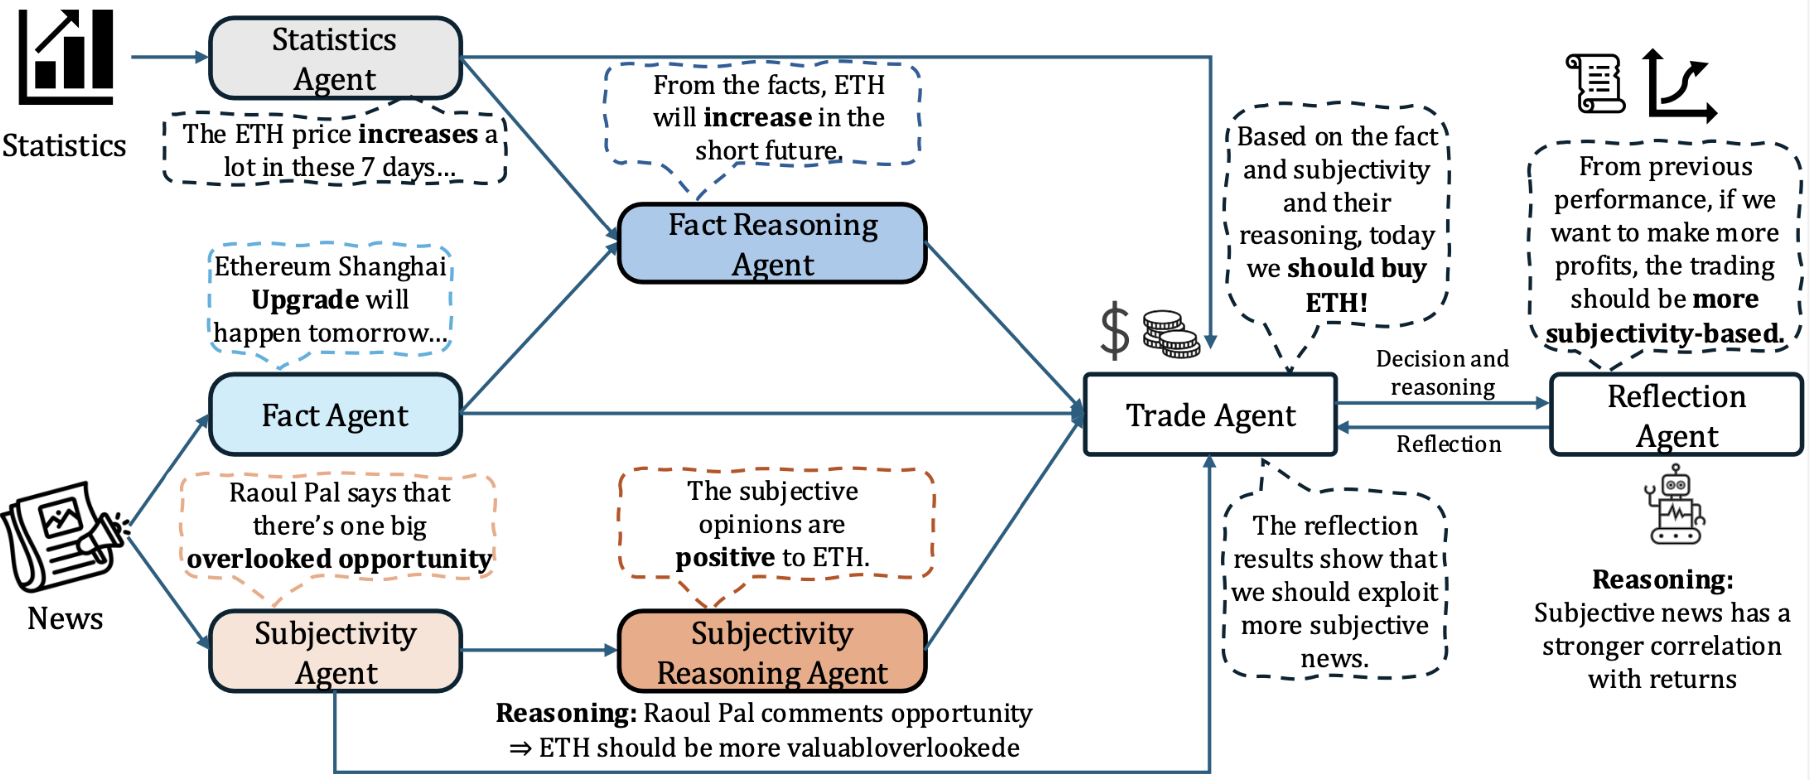 Statistics
Statistics
Agent
The ETH price increases a
lot in these 7 days...
From the facts, ETH
will increase in the
short future.
Fact Reasoning
Agent
Ethereum Shanghai
Upgrade will
happen tomorrow...
Fact Agent
News
Raoul Pal says that
there's one big
overlooked opportunity
Subjectivity
Agent
The subjective
opinions are
positive to ETH.
Subjectivity
Reasoning Agent
Reasoning: Raoul Pal comments opportunity
⇒ ETH should be more valuabloverlookede
Based on the fact
and subjectivity
and their
reasoning, today
we should buy
ETH!
$
Trade Agent
Decision and
reasoning
Reflection
The reflection
results show that
we should exploit
more subjective
news.
From previous
performance, if we
want to make more
profits, the trading
should be more
subjectivity-based.
Reflection
Agent
Reasoning:
Subjective news has a
stronger correlation
with returns